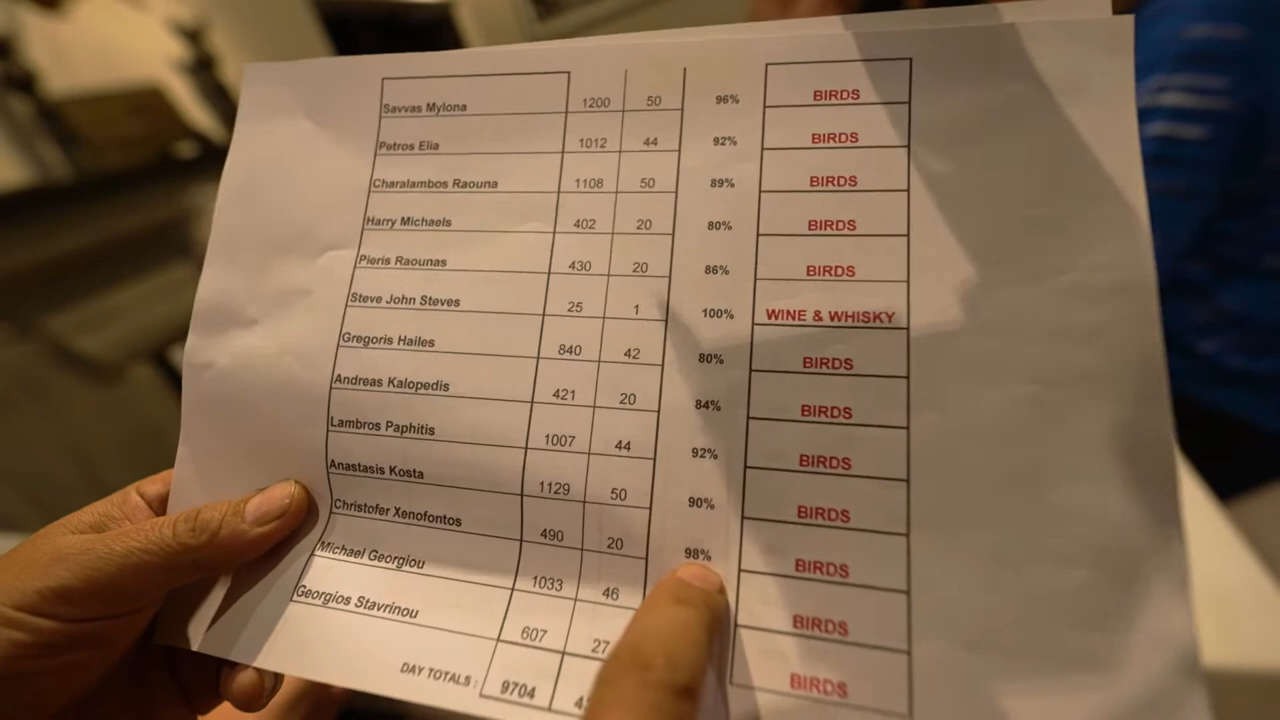 Savvas Mylona 1200 50 96% BIRDS
Petros Elia 1012 44 92% BIRDS
Charalambos Raouna 1108 50 89% BIRDS
Harry Michaels 402 20 80% BIRDS
Pieris Raounas 430 20 86% BIRDS
Steve John Steves 25 1 100% WINE & WHISKY
Gregoris Hailes 840 42 80% BIRDS
Andreas Kalopedis 421 20 84% BIRDS
Lambros Paphitis 1007 44 92% BIRDS
Anastasis Kosta 1129 50 90% BIRDS
Christofer Xenofontos 490 20 98% BIRDS
Michael Georgiou 1033 46 BIRDS
Georgios Stavrinou 607 27 BIRDS
DAY TOTALS : 9704